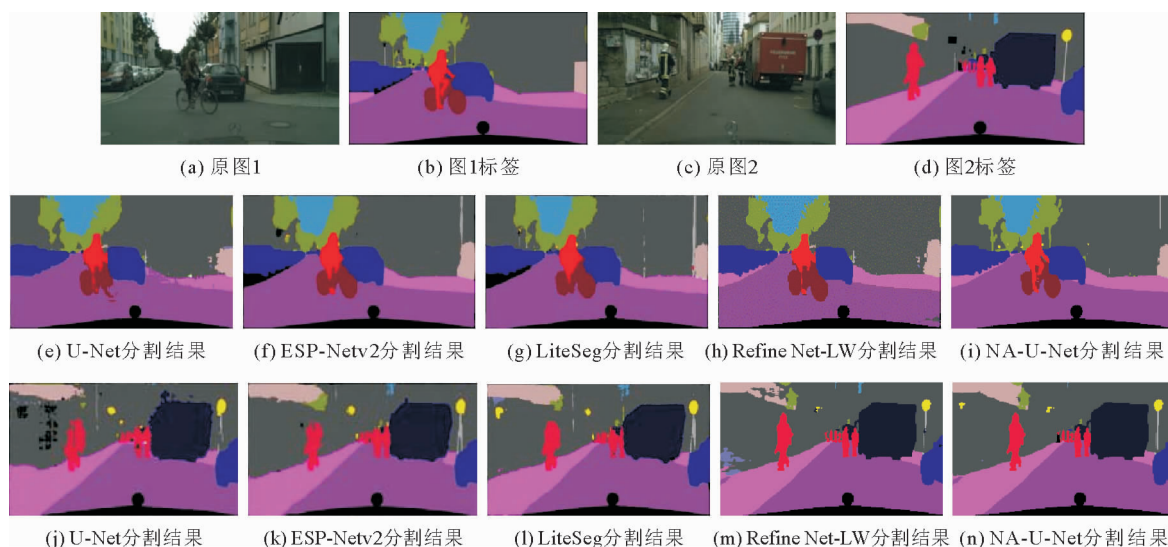 (a) 原图1
(b) 图1标签
(c) 原图2
(d) 图2标签
(e) U-Net分割结果
(f) ESP-Netv2分割结果
(g) LiteSeg分割结果
(h) Refine Net-LW分割结果
(i) NA-U-Net分割结果
(j) U-Net分割结果
(k) ESP-Netv2分割结果
(l) LiteSeg分割结果
(m) Refine Net-LW分割结果
(n) NA-U-Net分割结果